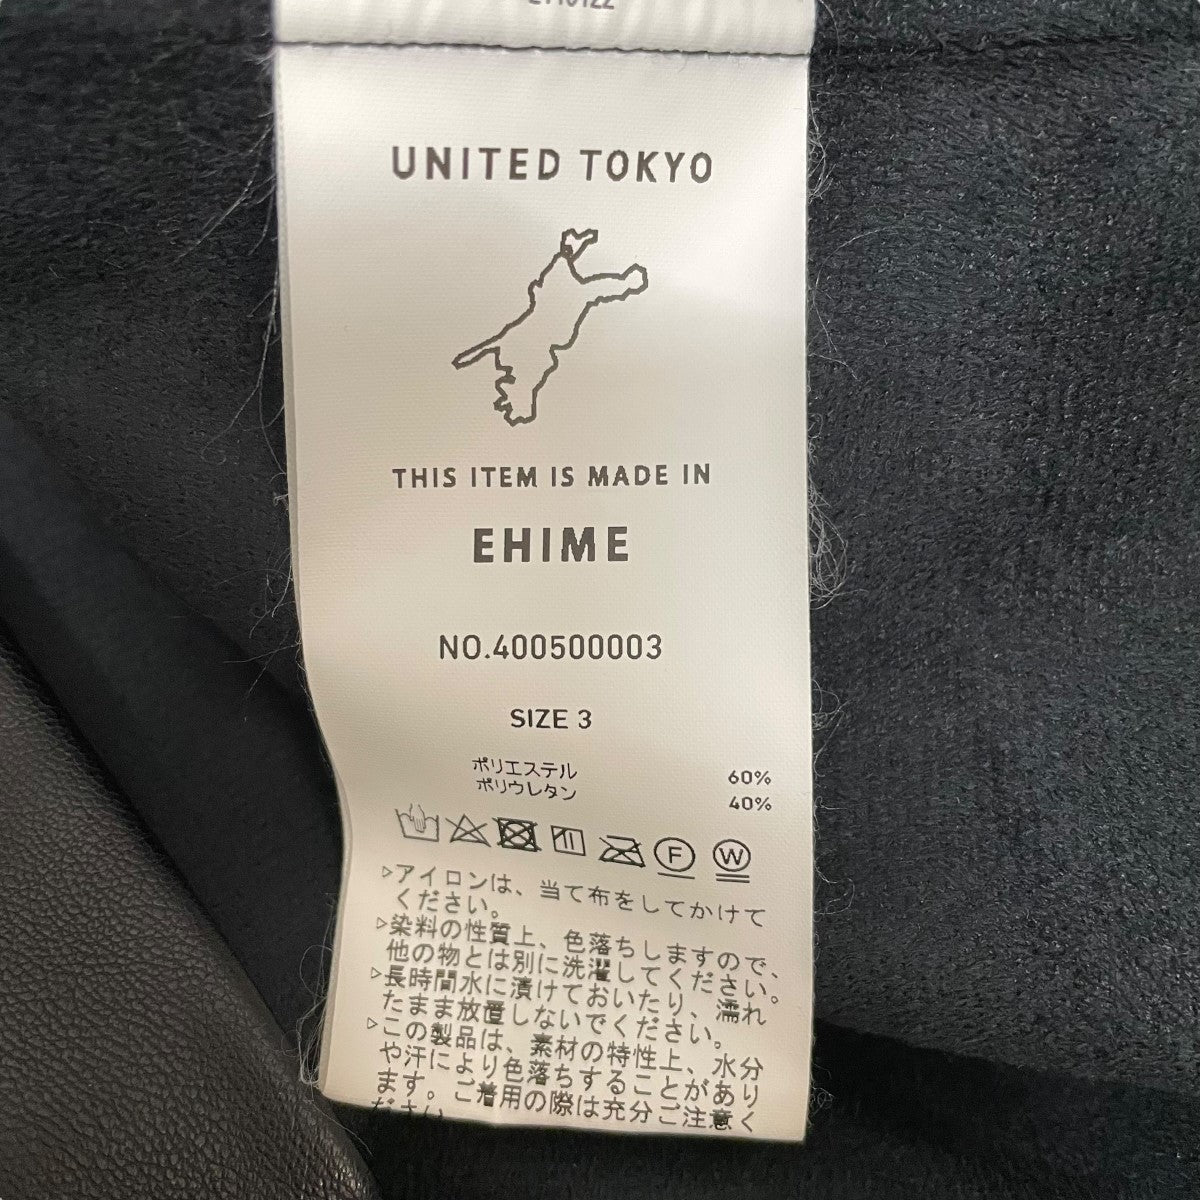 UNITED TOKYO
THIS ITEM IS MADE IN
EHIME
NO.400500003
SIZE 3
ポリエステル 60%
ポリウレタン 40%
F W
▷アイロンは、当て布をしてかけて
ください。
▷染料の性質上、色落ちしますので、
他の物とは別に洗濯してください。
▷長時間水に漬けておいたり、濡れ
たまま放置しないでください。
▷この製品は、素材の特性上、水分
や汗により色落ちすることがあり
ます。ご着用の際は充分ご注意く
ださい。